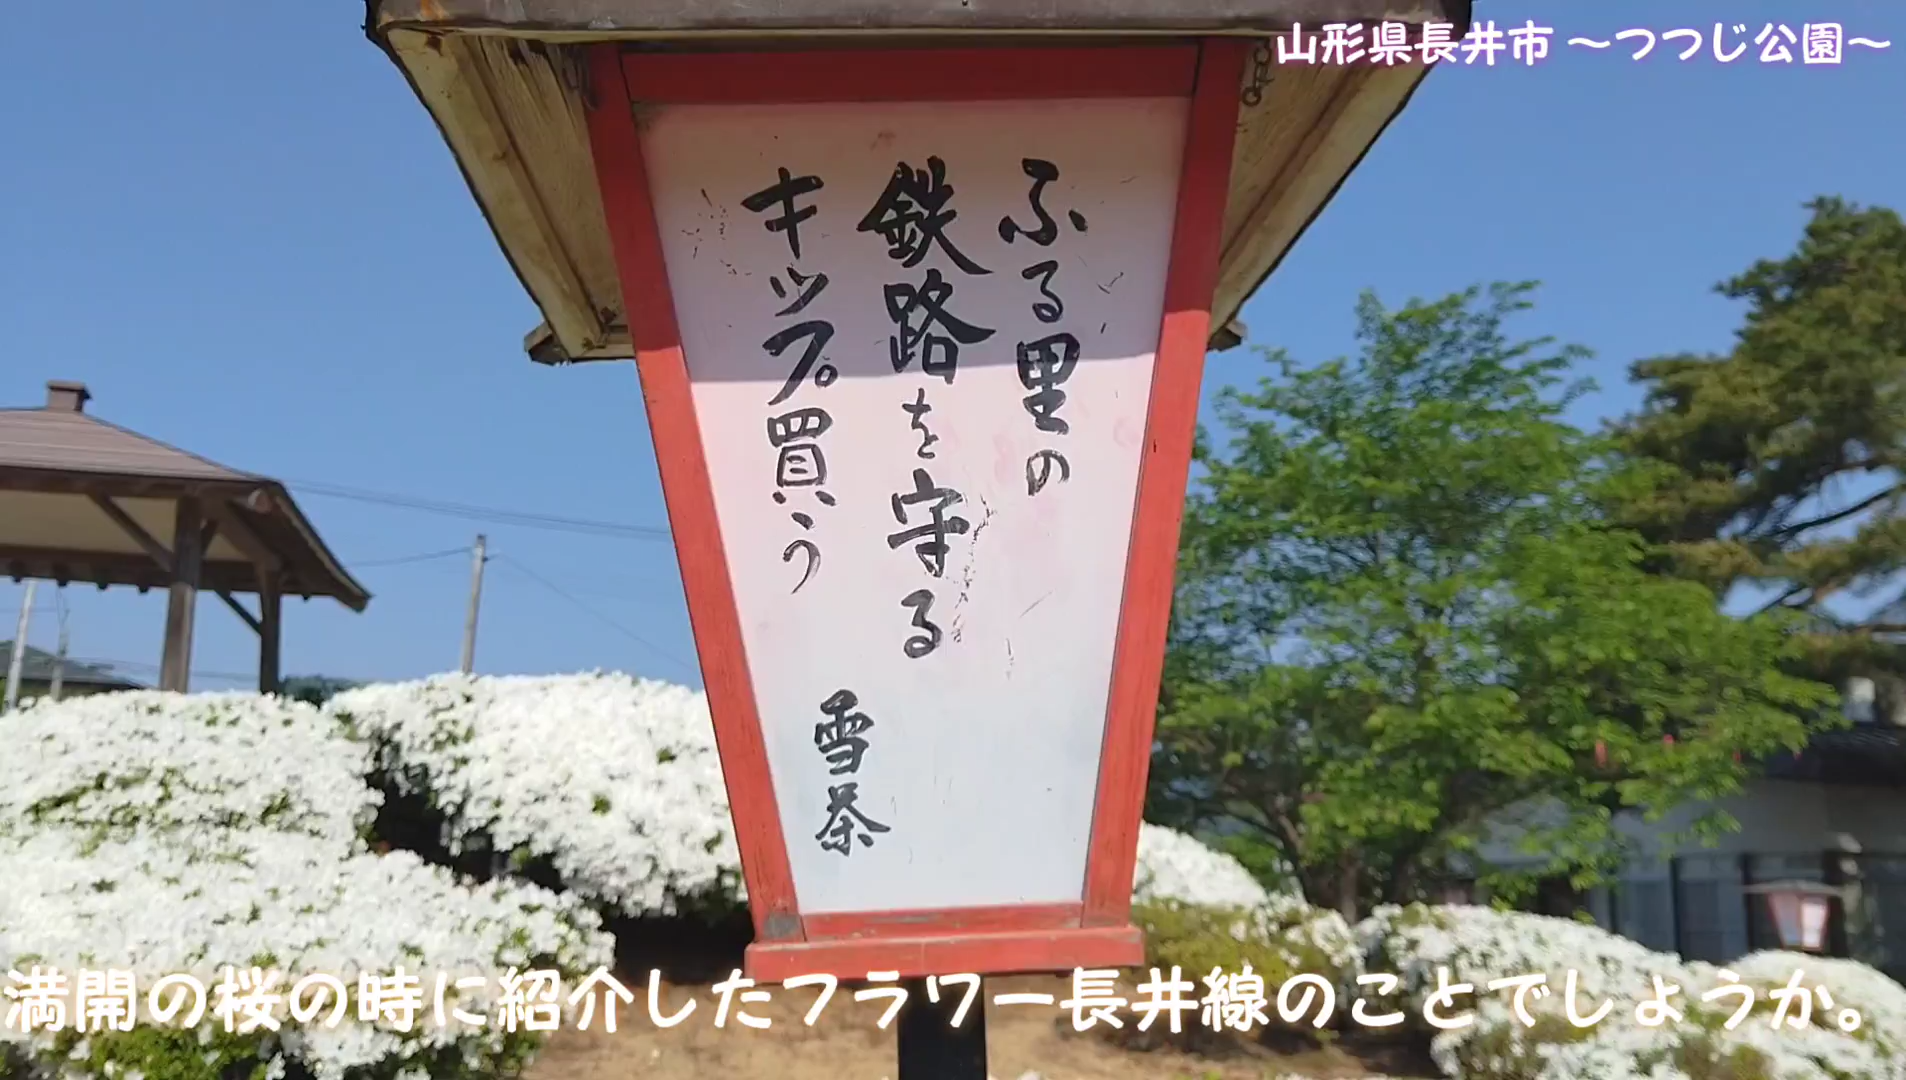 山形県長井市 ～つつじ公園～
ふる里の
鉄路を守る
キップ買う
雪茶
満開の桜の時に紹介したフラワー長井線のことでしょうか。